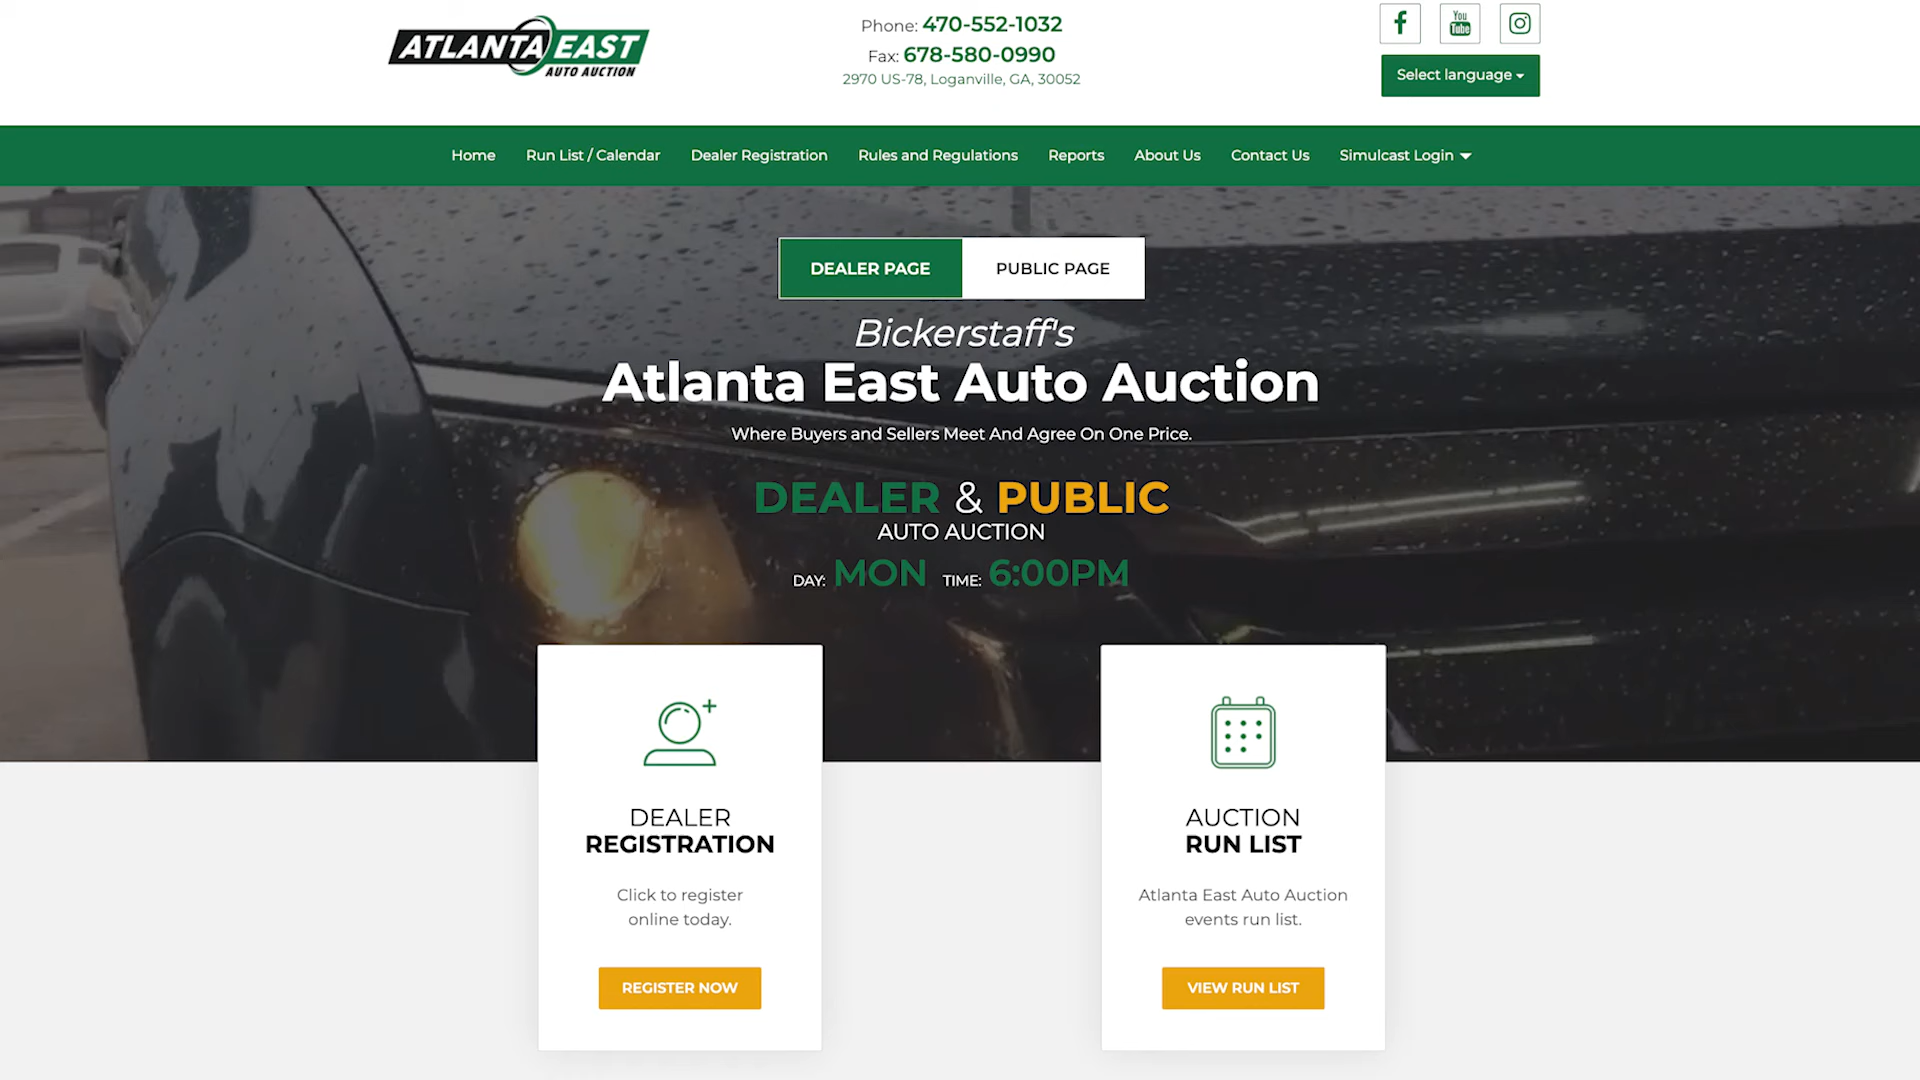 ATLANTA EAST
AUTO AUCTION
Phone: 470-552-1032
Fax: 678-580-0990
2970 US-78, Loganville, GA, 30052
You
Tube
Select language
Home Run List / Calendar Dealer Registration Rules and Regulations Reports About Us Contact Us Simulcast Login
DEALER PAGE PUBLIC PAGE
Bickerstaff's
Atlanta East Auto Auction
Where Buyers and Sellers Meet And Agree On One Price.
DEALER & PUBLIC
AUTO AUCTION
DAY: MON TIME: 6:00PM
DEALER
REGISTRATION
Click to register
online today.
REGISTER NOW
AUCTION
RUN LIST
Atlanta East Auto Auction
events run list.
VIEW RUN LIST